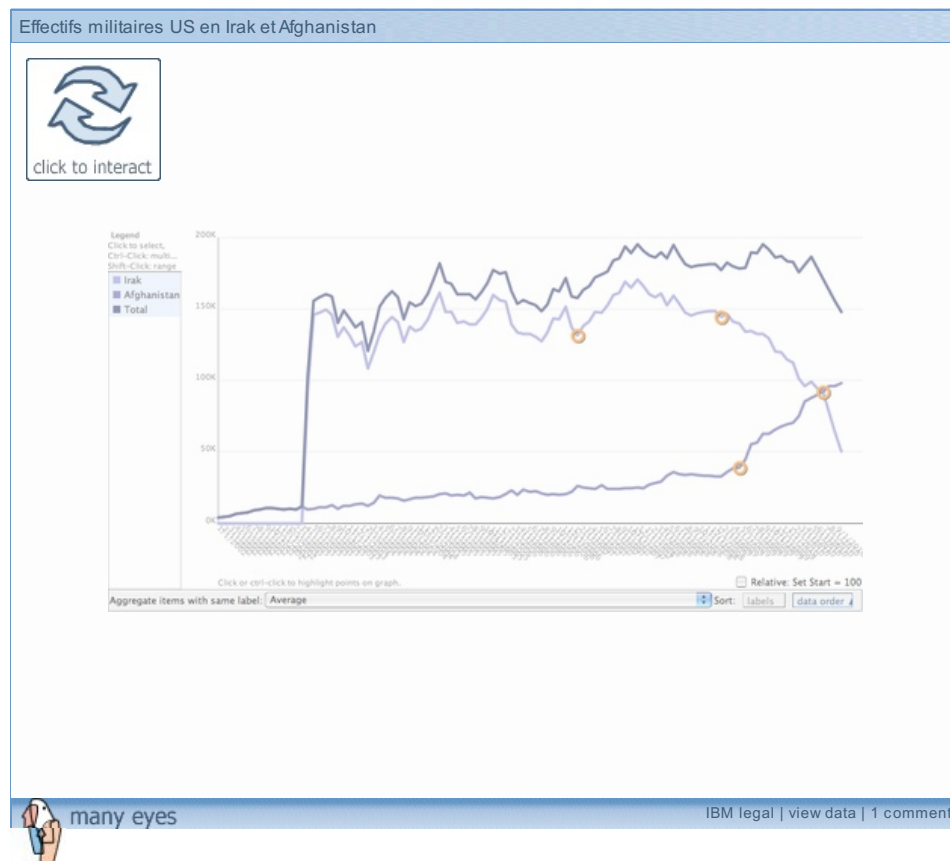 Effectifs militaires US en Irak et Afghanistan
click to interact
Legend
Click to select,
Ctrl-Click: multi...
Shift-Click: range
Irak
Afghanistan
Total
200K
150K
100K
50K
0K
Click or ctrl-click to highlight points on graph.
Relative: Set Start = 100
Aggregate items with same label: Average Sort: labels data order
many eyes
IBM legal | view data | 1 comment